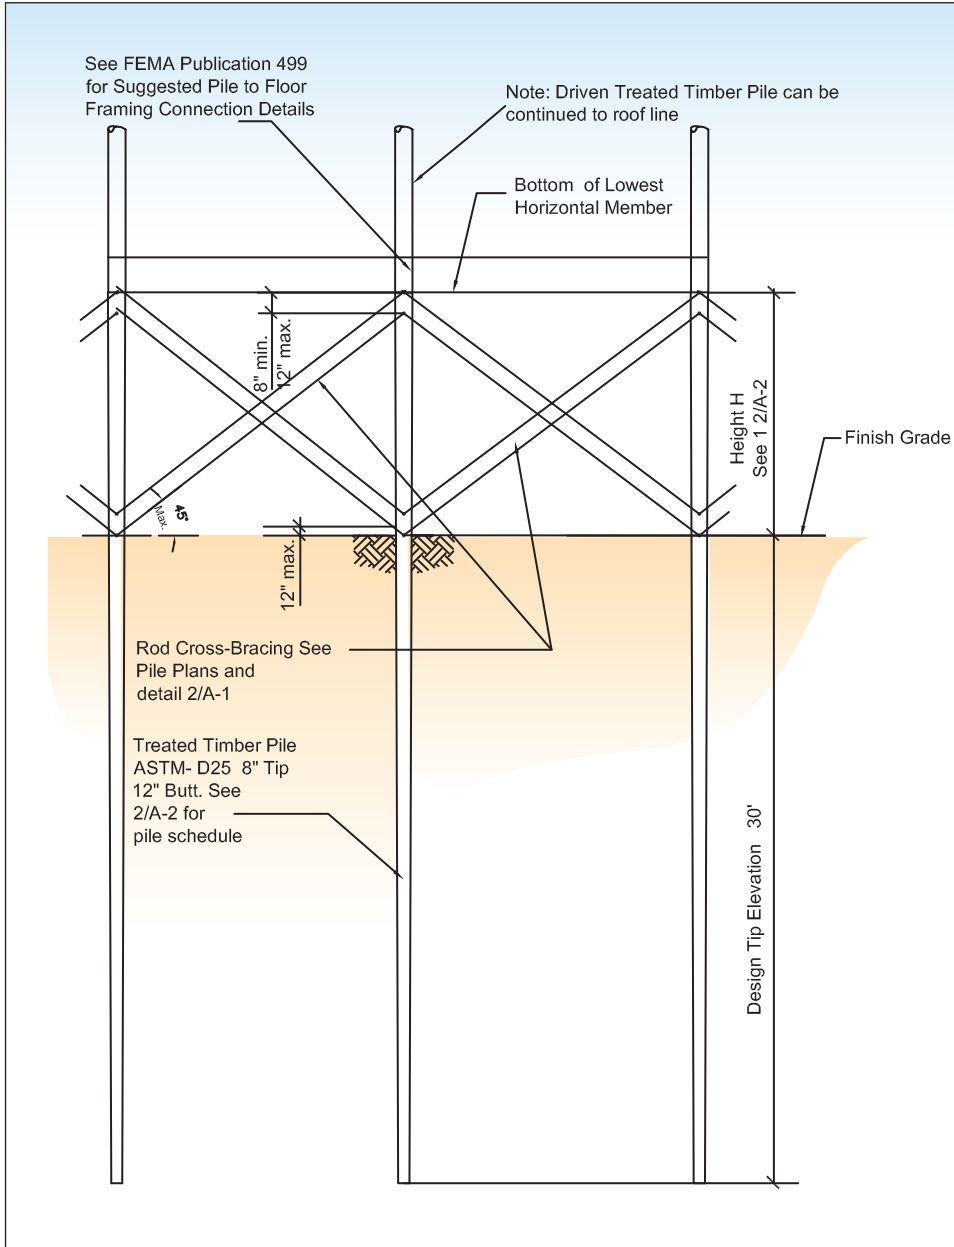 See FEMA Publication 499
for Suggested Pile to Floor
Framing Connection Details
Note: Driven Treated Timber Pile can be
continued to roof line
Bottom of Lowest
Horizontal Member
8" min.
12" max.
Height H
See 1 2/A-2
Finish Grade
45°
Max.
12" max.
Rod Cross-Bracing See
Pile Plans and
detail 2/A-1
Treated Timber Pile
ASTM- D25 8" Tip
12" Butt. See
2/A-2 for
pile schedule
Design Tip Elevation 30'